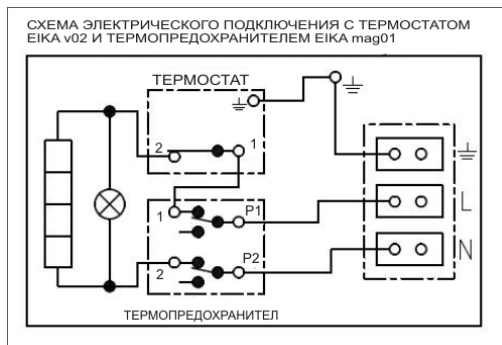 СХЕМА ЭЛЕКТРИЧЕСКОГО ПОДКЛЮЧЕНИЯ С ТЕРМОСТАТОМ
EIKA v02 И ТЕРМОПРЕДОХРАНИТЕЛЕМ EIKA mag01
ТЕРМОСТАТ
2
1
L
1
P1
N
2
P2
ТЕРМОПРЕДОХРАНИТЕЛ